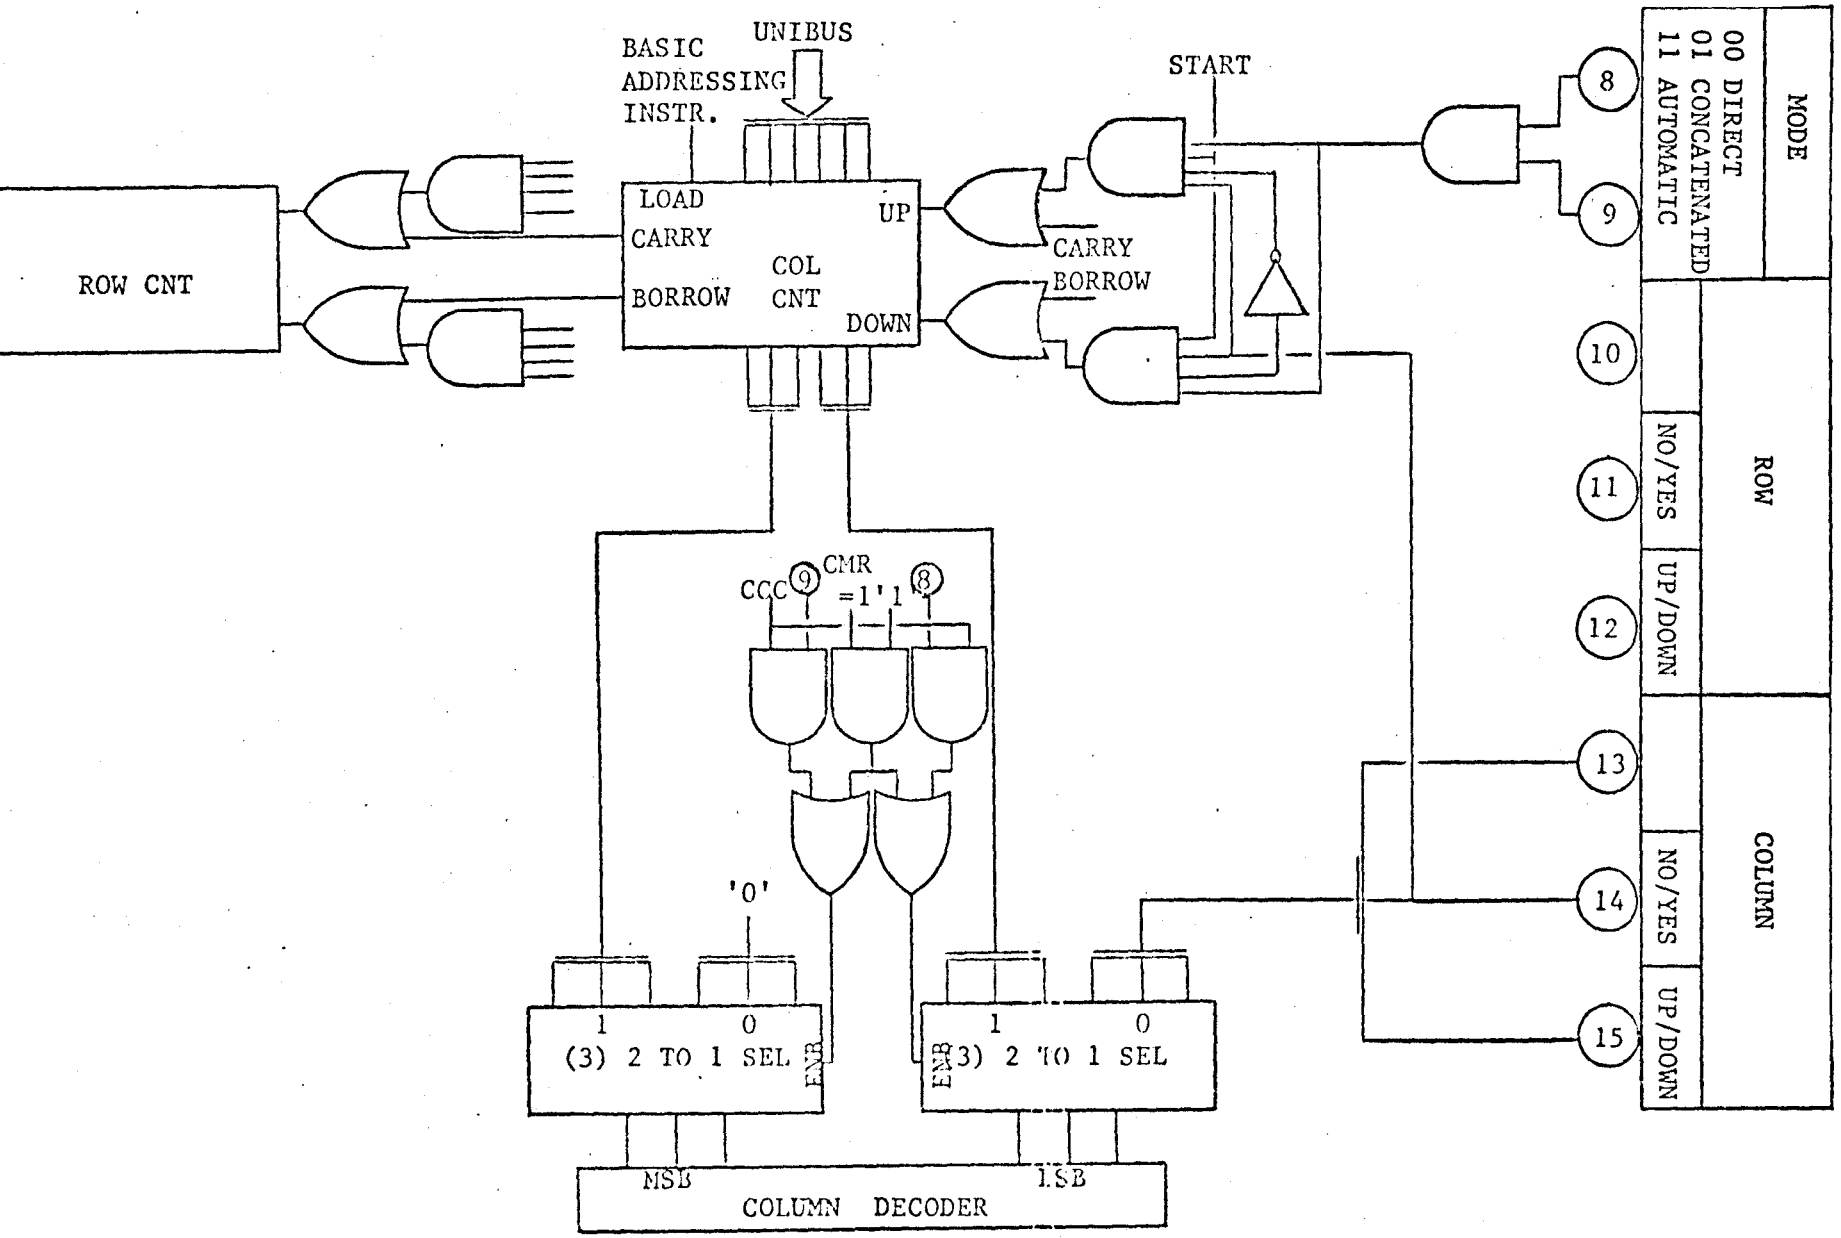 UNIBUS
BASIC
ADDRESSING
INSTR.
START
LOAD
CARRY
BORROW
UP
DOWN
COL
CNT
ROW CNT
CARRY
BORROW
8
9
10
11
12
13
14
15
MODE
00 DIRECT
01 CONCATENATED
11 AUTOMATIC
ROW
NO/YES
UP/DOWN
COLUMN
NO/YES
UP/DOWN
CCC
9
CMR
=1'1'
8
'0'
1 0
(3) 2 TO 1 SEL
ENB
1 0
3) 2 TO 1 SEL
ENB
MSB
LSB
COLUMN DECODER